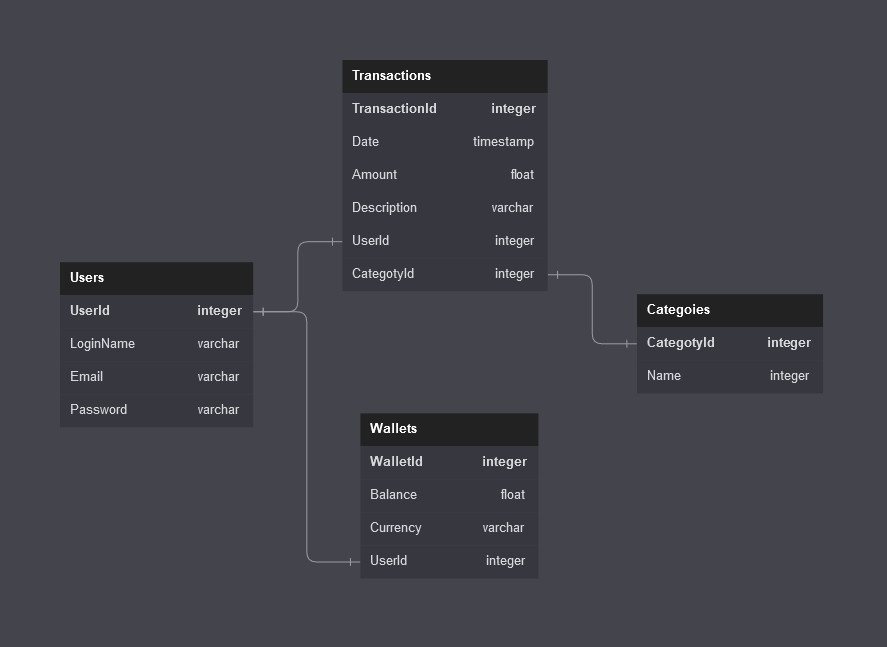 Transactions
TransactionId integer
Date timestamp
Amount float
Description varchar
UserId integer
CategotyId integer
Users
UserId integer
LoginName varchar
Email varchar
Password varchar
Categoies
CategotyId integer
Name integer
Wallets
WalletId integer
Balance float
Currency varchar
UserId integer